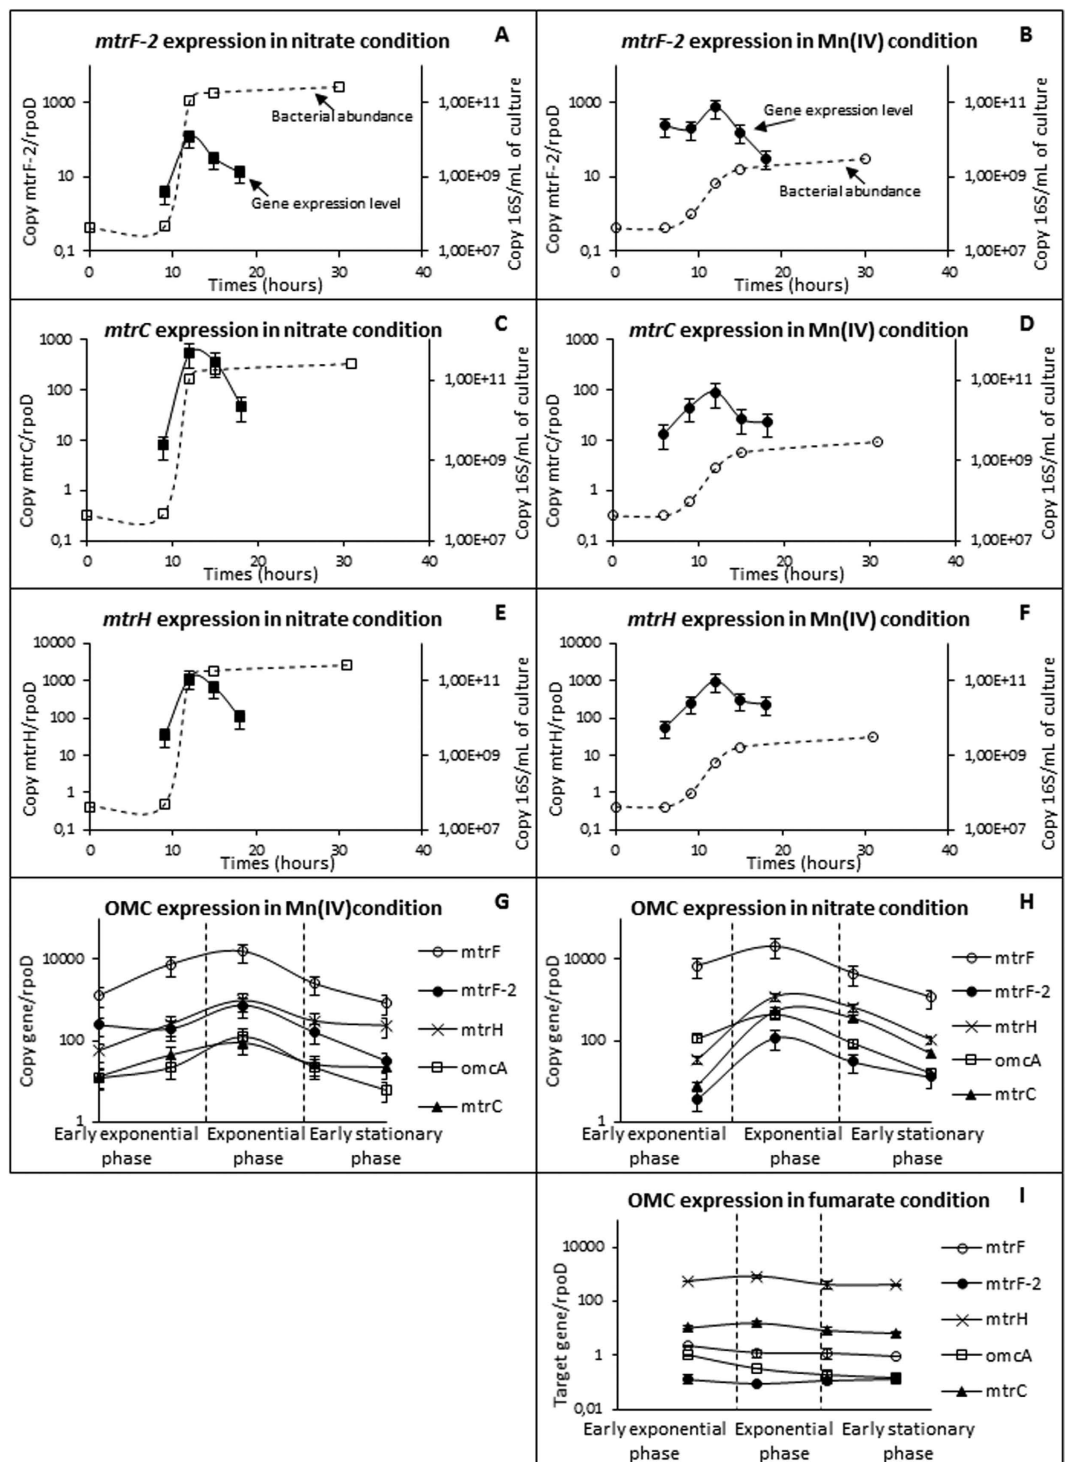 mtrF-2 expression in nitrate condition
A
Copy mtrF-2/rpoD
1000
10
0,1
Bacterial abundance
Gene expression level
1,00E+11
1,00E+09
1,00E+07
Copy 16S/mL of culture
0
10
20
30
40
Times (hours)
mtrF-2 expression in Mn(IV) condition
B
Copy mtrF-2/rpoD
1000
10
0,1
Gene expression level
Bacterial abundance
1,00E+11
1,00E+09
1,00E+07
Copy 16S/mL of culture
0
10
20
30
40
Times (hours)
mtrC expression in nitrate condition
C
Copy mtrC/rpoD
1000
100
10
1
0,1
1,00E+11
1,00E+09
1,00E+07
Copy 16S/mL of culture
0
10
20
30
40
Times (hours)
mtrC expression in Mn(IV) condition
D
Copy mtrC/rpoD
1000
100
10
1
0,1
1,00E+11
1,00E+09
1,00E+07
Copy 16S/mL of culture
0
10
20
30
40
Times (hours)
mtrH expression in nitrate condition
E
Copy mtrH/rpoD
10000
1000
100
10
1
0,1
1,00E+11
1,00E+09
1,00E+07
Copy 16S/mL of culture
0
10
20
30
40
Times (hours)
mtrH expression in Mn(IV) condition
F
Copy mtrH/rpoD
10000
1000
100
10
1
0,1
1,00E+11
1,00E+09
1,00E+07
Copy 16S/mL of culture
0
10
20
30
40
Times (hours)
OMC expression in Mn(IV)condition
G
Copy gene/rpoD
10000
100
1
mtrF
mtrF-2
mtrH
omcA
mtrC
Early exponential
phase
Exponential
phase
Early stationary
phase
OMC expression in nitrate condition
H
Copy gene/rpoD
10000
100
1
mtrF
mtrF-2
mtrH
omcA
mtrC
Early exponential
phase
Exponential
phase
Early stationary
phase
OMC expression in fumarate condition
I
Target gene/rpoD
10000
100
1
0,01
mtrF
mtrF-2
mtrH
omcA
mtrC
Early exponential
phase
Exponential
phase
Early stationary
phase